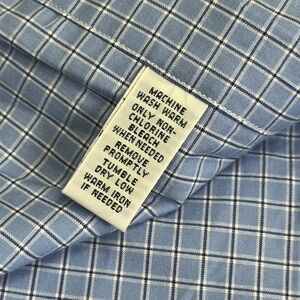 MACHINE
WASH WARM
ONLY NON-
CHLORINE
BLEACH
WHEN NEEDED
REMOVE
PROMPTLY
TUMBLE
DRY LOW
WARM IRON
IF NEEDED